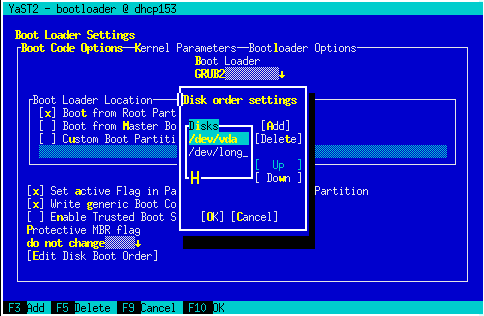 YaST2 - bootloader @ dhcp153
Boot Loader Settings
Boot Code Options—Kernel Parameters—Bootloader Options
Boot Loader
GRUB2
Boot Loader Location
[x] Boot from Root Part
[ ] Boot from Master Bo
[ ] Custom Boot Partiti
Disk order settings
Disks
/dev/vda
/dev/long_
[Add]
[Delete]
[ Up ]
[ Down ]
[OK] [Cancel]
[x] Set active Flag in Pa Partition
[x] Write generic Boot Co
[ ] Enable Trusted Boot S
Protective MBR flag
do not change
[Edit Disk Boot Order]
F3 Add F5 Delete F9 Cancel F10 OK